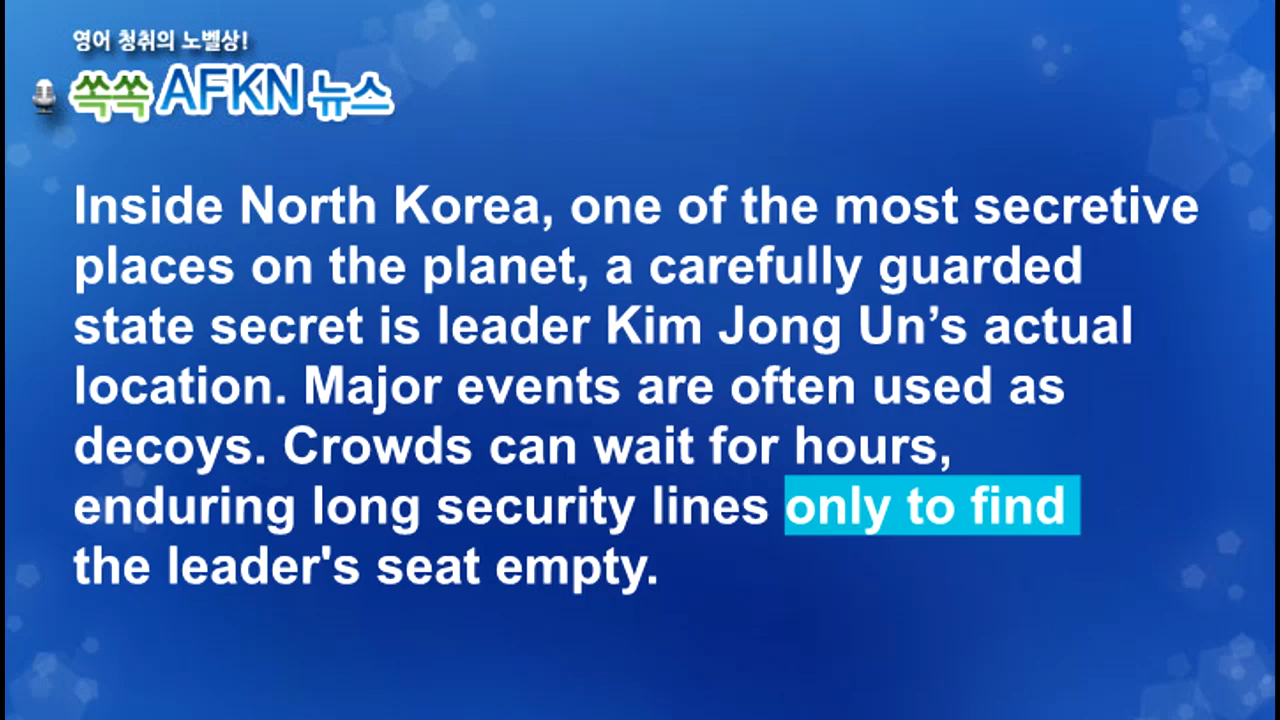 영어 청취의 노벨상!
쏙쏙 AFKN 뉴스
Inside North Korea, one of the most secretive
places on the planet, a carefully guarded
state secret is leader Kim Jong Un’s actual
location. Major events are often used as
decoys. Crowds can wait for hours,
enduring long security lines only to find
the leader's seat empty.